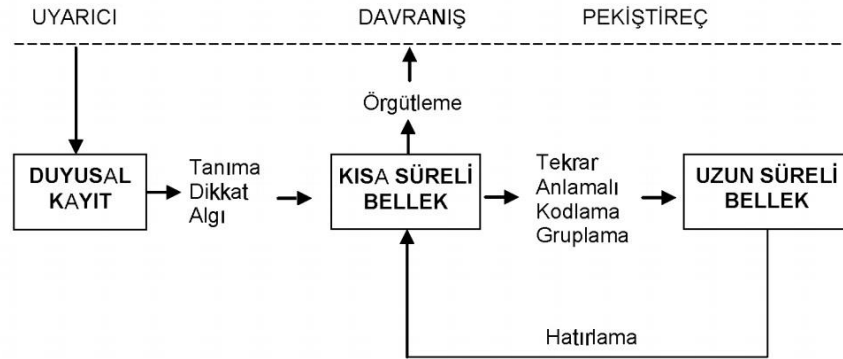 UYARICI
DAVRANIŞ
PEKİŞTİREÇ
Örgütleme
DUYUSAL
KAYIT
Tanıma
Dikkat
Algı
KISA SÜRELİ
BELLEK
Tekrar
Anlamalı
Kodlama
Gruplama
UZUN SÜRELİ
BELLEK
Hatırlama